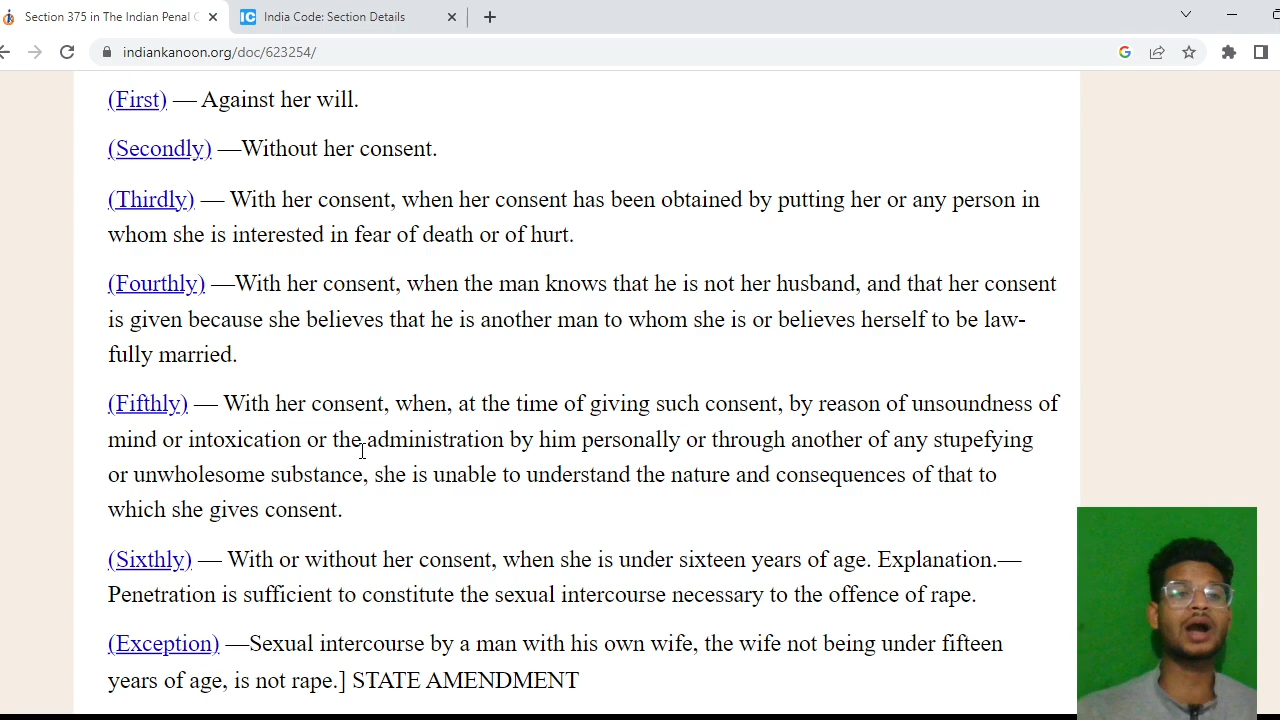 Section 375 in The Indian Penal C
India Code: Section Details
indiankanoon.org/doc/623254/
(First) — Against her will.
(Secondly) —Without her consent.
(Thirdly) — With her consent, when her consent has been obtained by putting her or any person in
whom she is interested in fear of death or of hurt.
(Fourthly) —With her consent, when the man knows that he is not her husband, and that her consent
is given because she believes that he is another man to whom she is or believes herself to be law-
fully married.
(Fifthly) — With her consent, when, at the time of giving such consent, by reason of unsoundness of
mind or intoxication or the administration by him personally or through another of any stupefying
or unwholesome substance, she is unable to understand the nature and consequences of that to
which she gives consent.
(Sixthly) — With or without her consent, when she is under sixteen years of age. Explanation.—
Penetration is sufficient to constitute the sexual intercourse necessary to the offence of rape.
(Exception) —Sexual intercourse by a man with his own wife, the wife not being under fifteen
years of age, is not rape.] STATE AMENDMENT